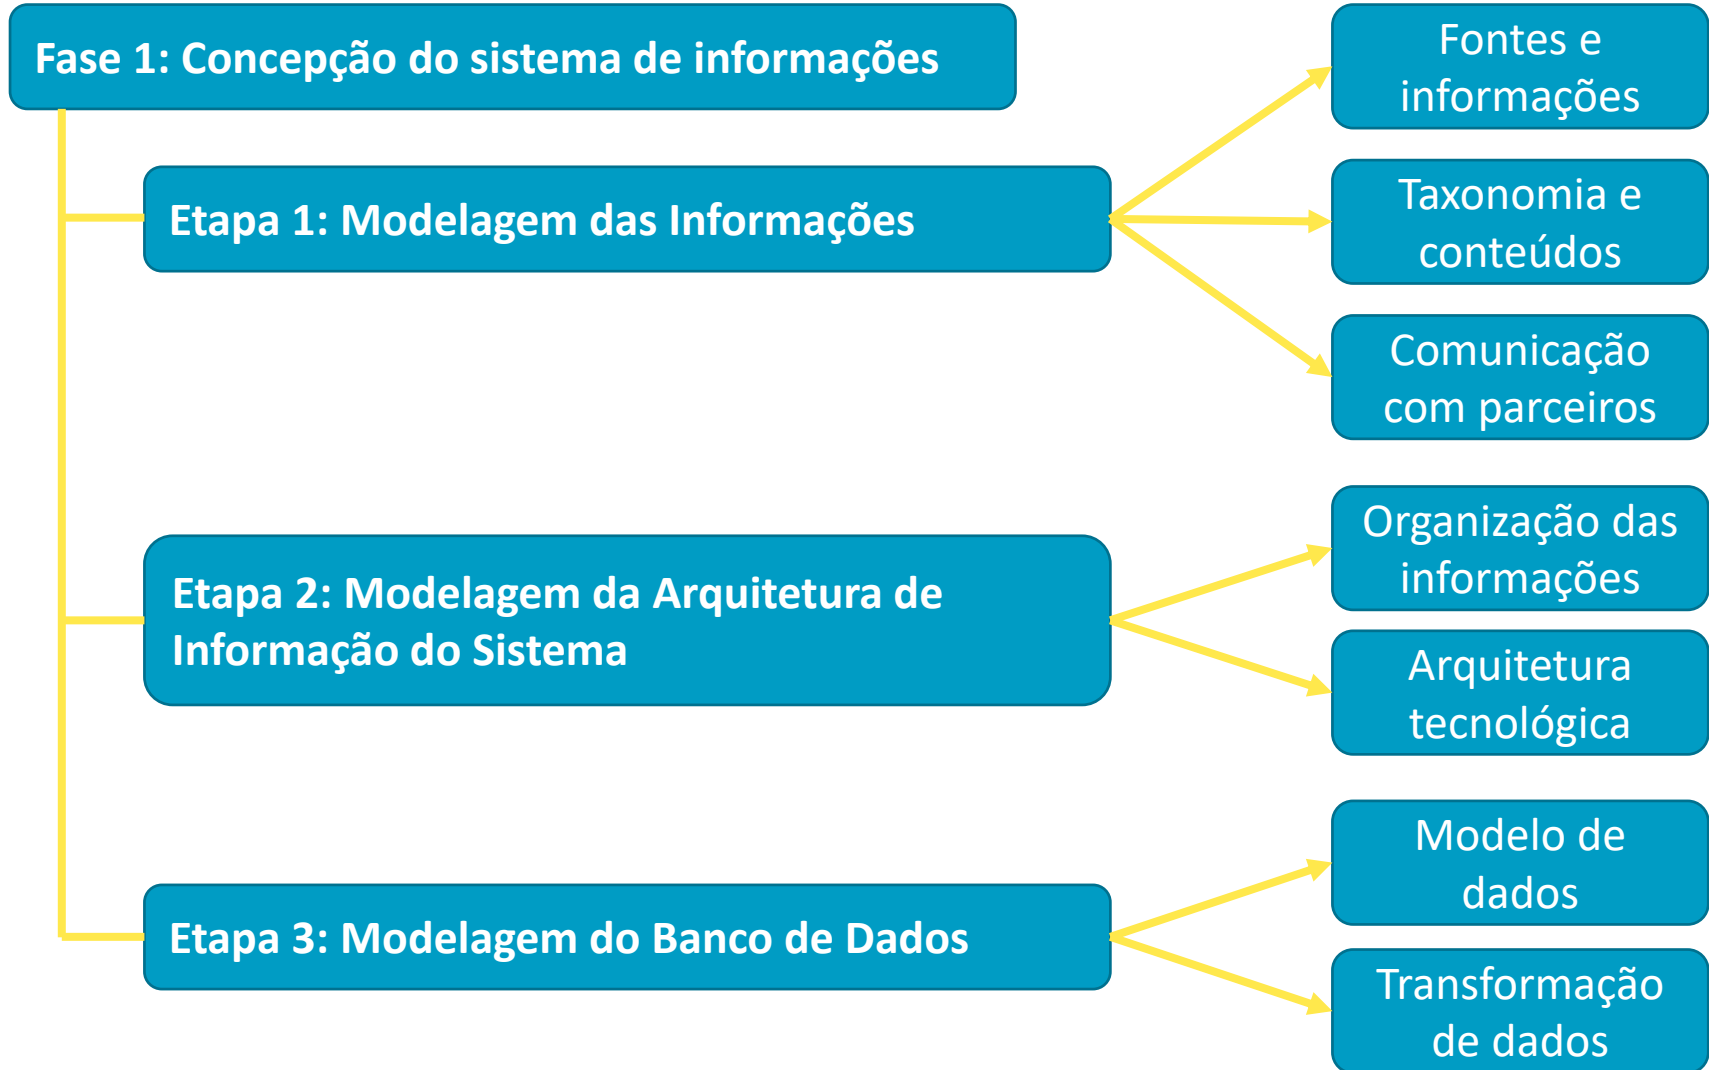 Fase 1: Concepção do sistema de informações
Etapa 1: Modelagem das Informações
Fontes e
informações
Taxonomia e
conteúdos
Comunicação
com parceiros
Etapa 2: Modelagem da Arquitetura de
Informação do Sistema
Organização das
informações
Arquitetura
tecnológica
Etapa 3: Modelagem do Banco de Dados
Modelo de
dados
Transformação
de dados